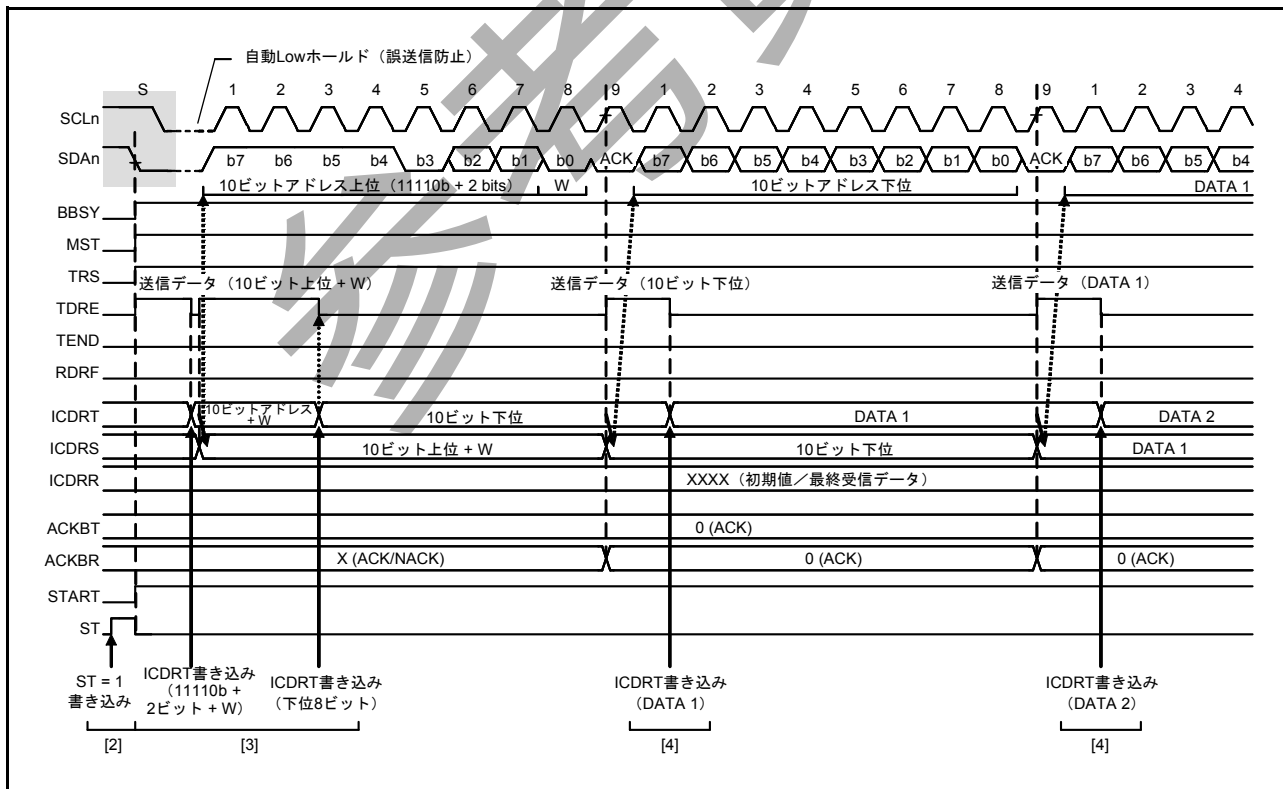 自動Lowホールド（誤送信防止）
S 1 2 3 4 5 6 7 8 9 1 2 3 4 5 6 7 8 9 1 2 3 4
SCLn
SDAn b7 b6 b5 b4 b3 b2 b1 b0 ACK b7 b6 b5 b4 b3 b2 b1 b0 ACK b7 b6 b5 b4
10ビットアドレス上位（11110b + 2 bits） W 10ビットアドレス下位 DATA 1
BBSY
MST
TRS
送信データ（10ビット上位 + W） 送信データ（10ビット下位） 送信データ（DATA 1）
TDRE
TEND
RDRF
ICDRT 10ビットアドレス + W 10ビット下位 DATA 1 DATA 2
ICDRS 10ビット上位 + W 10ビット下位 DATA 1
ICDRR XXXX（初期値／最終受信データ）
ACKBT 0 (ACK)
ACKBR X (ACK/NACK) 0 (ACK) 0 (ACK)
START
ST
ST = 1
書き込み
ICDRT書き込み
（11110b +
2ビット + W）
ICDRT書き込み
（下位8ビット）
ICDRT書き込み
（DATA 1）
ICDRT書き込み
（DATA 2）
[2] [3] [4] [4]